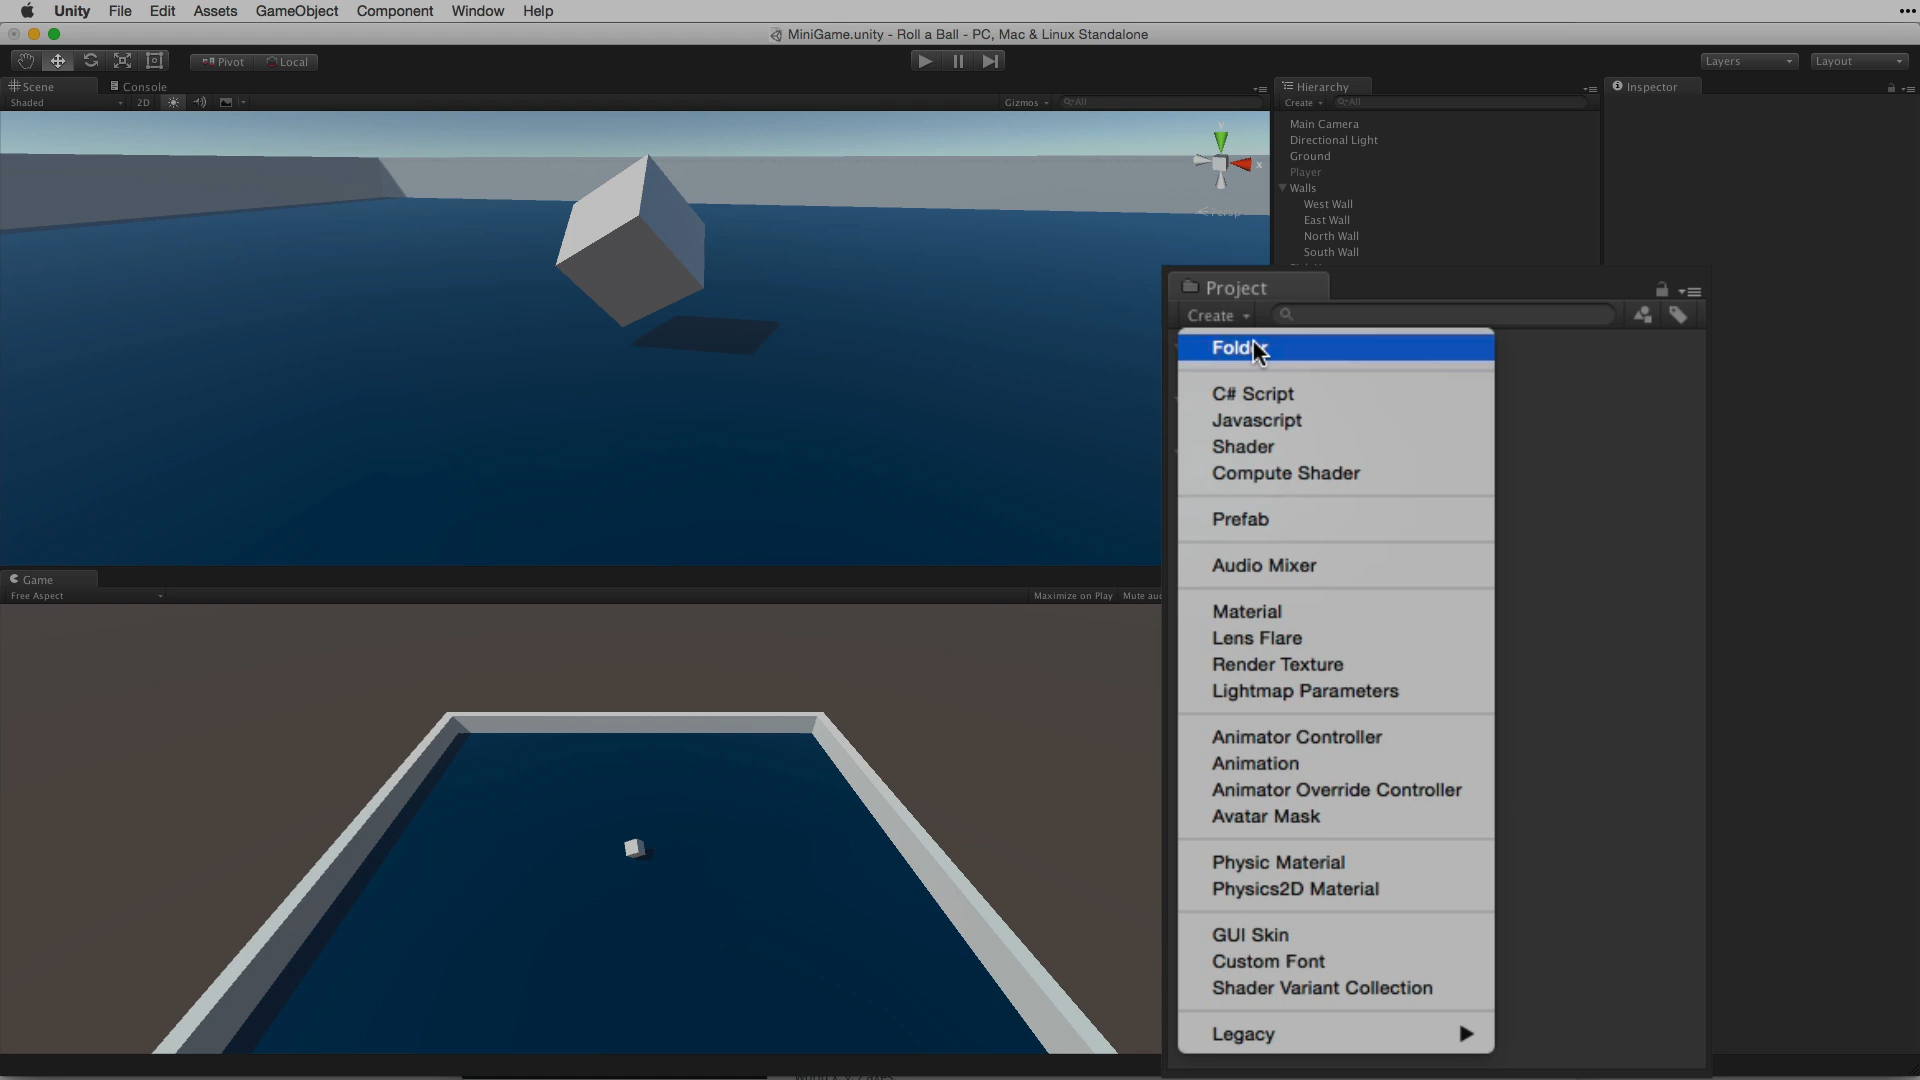 Unity File Edit Assets GameObject Component Window Help
MiniGame.unity - Roll a Ball - PC, Mac & Linux Standalone
Pivot Local Layers Layout
Scene Console Hierarchy Inspector
Shaded 2D Gizmos All Create All
Main Camera
Directional Light
Ground
Player
Walls
West Wall
East Wall
North Wall
South Wall
y
x
Persp
Project
Create
Folder
C# Script
Javascript
Shader
Compute Shader
Prefab
Audio Mixer
Material
Lens Flare
Render Texture
Lightmap Parameters
Animator Controller
Animation
Animator Override Controller
Avatar Mask
Physic Material
Physics2D Material
GUI Skin
Custom Font
Shader Variant Collection
Legacy
Game
Free Aspect Maximize on Play Mute